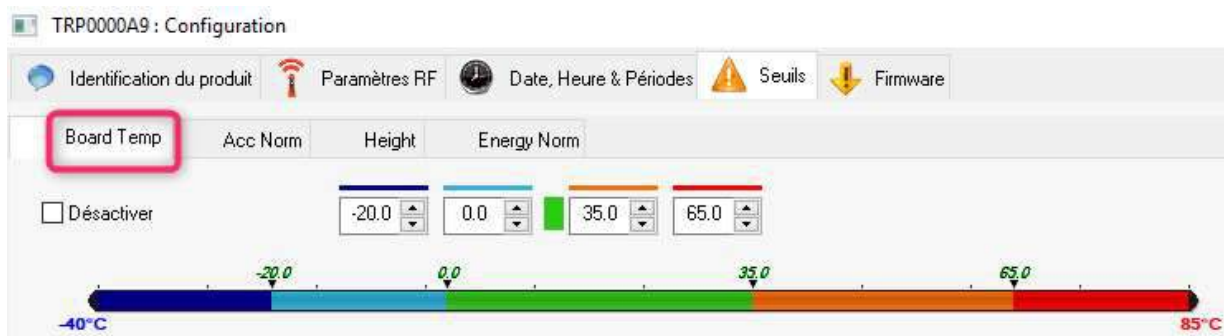 TRP0000A9 : Configuration
Identification du produit Paramètres RF Date, Heure & Périodes Seuils Firmware
Board Temp Acc Norm Height Energy Norm
Désactiver -20.0 0.0 35.0 65.0
-20.0 0.0 35.0 65.0
-40°C 85°C